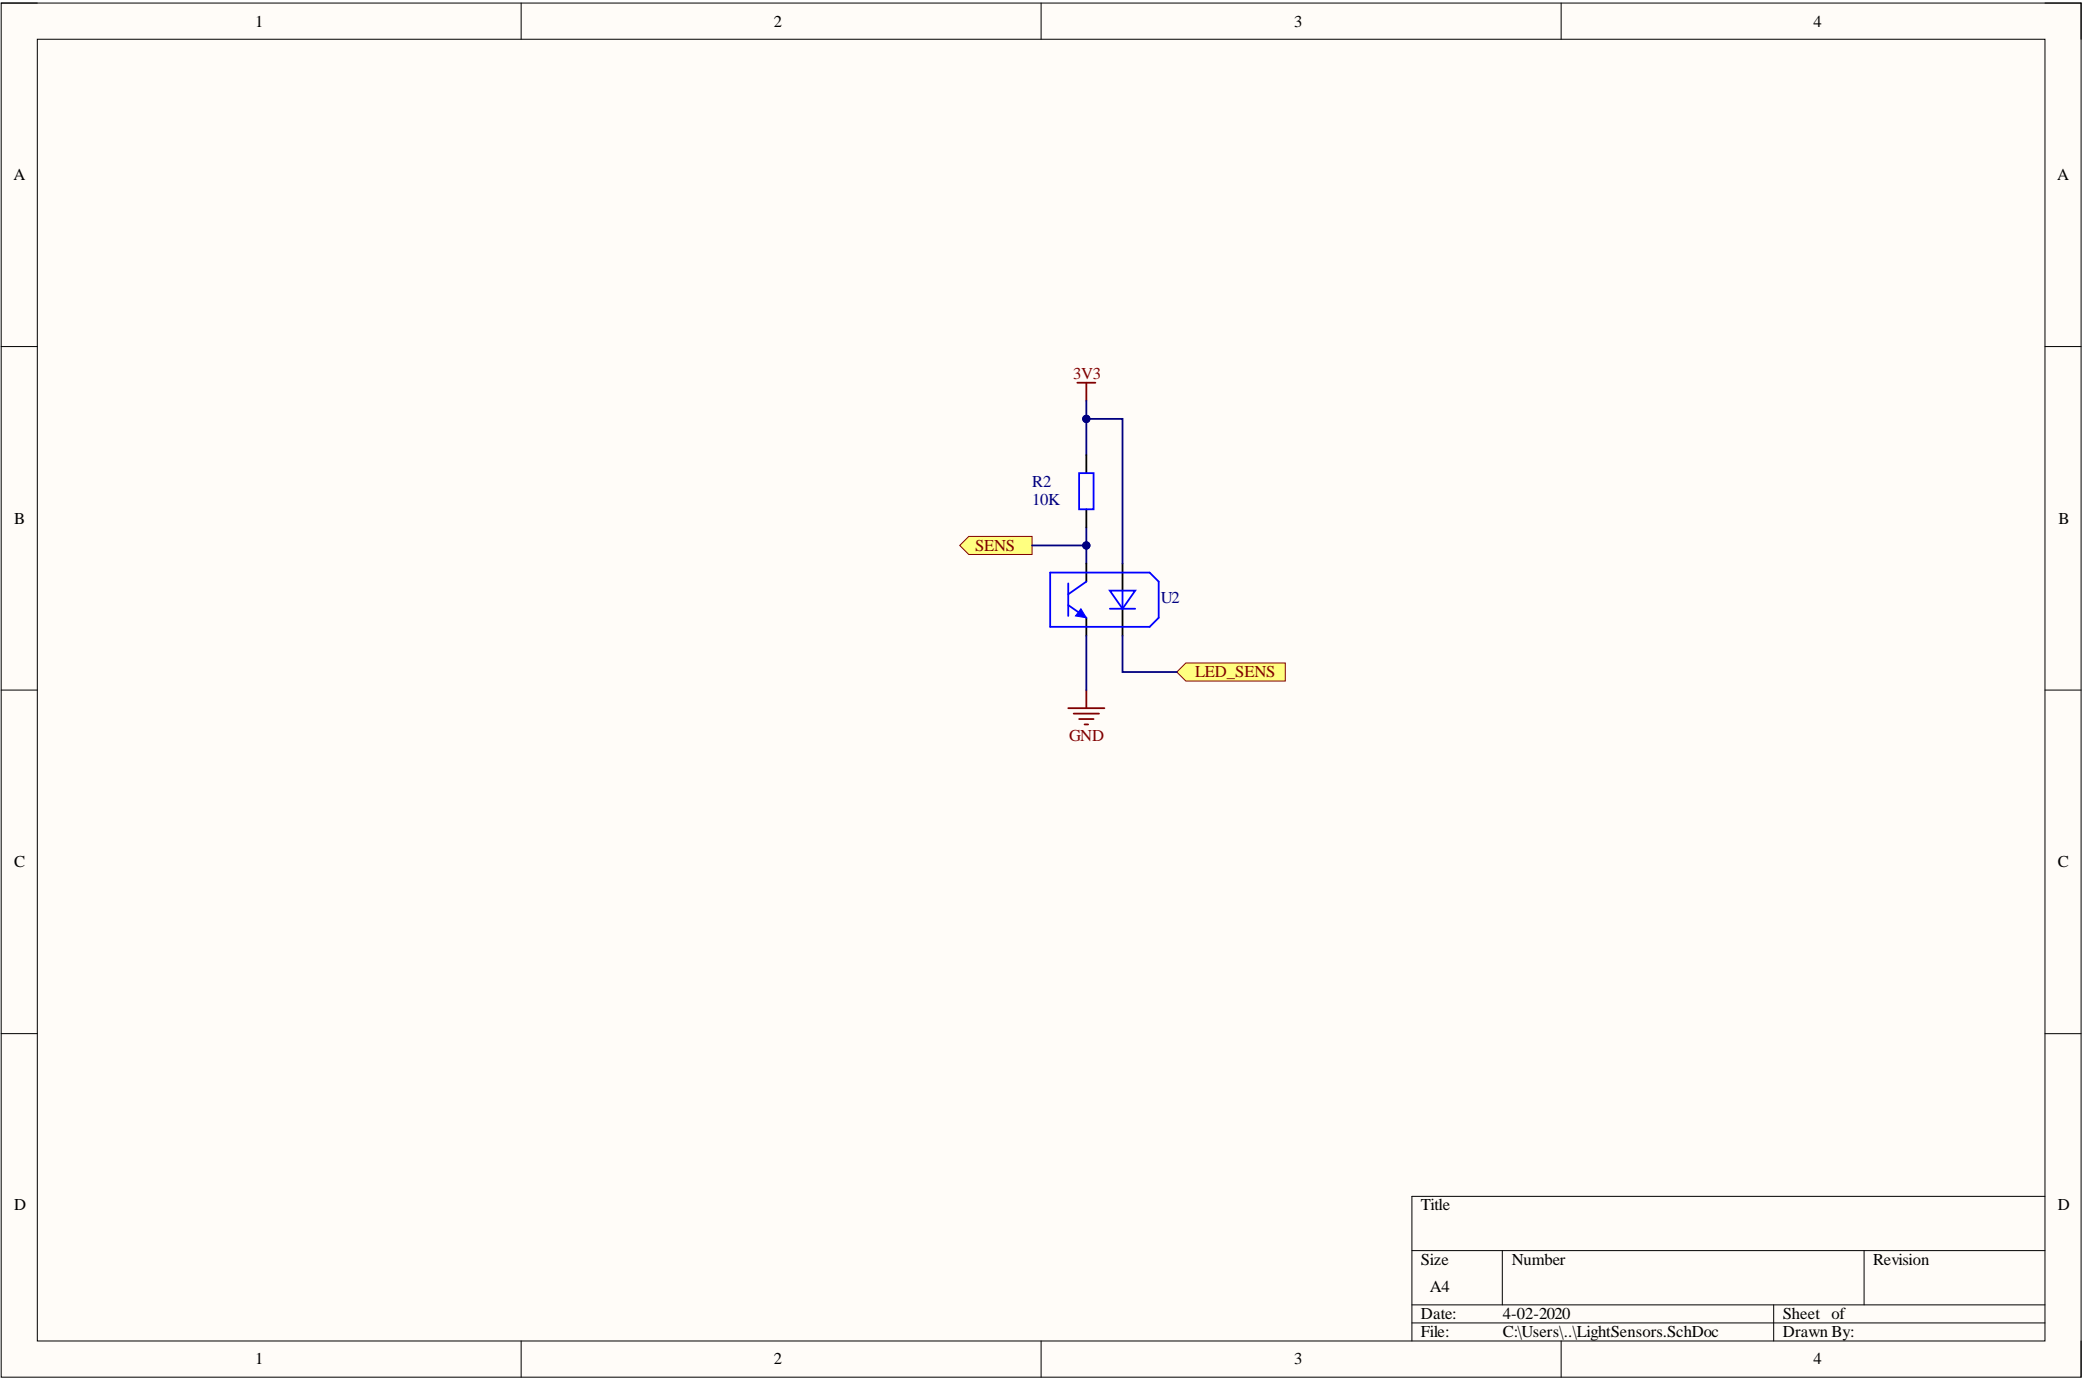 1 2 3 4
A A
3V3
R2
10K
B B
SENS
U2
LED_SENS
GND
C C
D D
Title
Size Number Revision
A4
Date: 4-02-2020 Sheet of
File: C:\Users\..\LightSensors.SchDoc Drawn By:
1 2 3 4